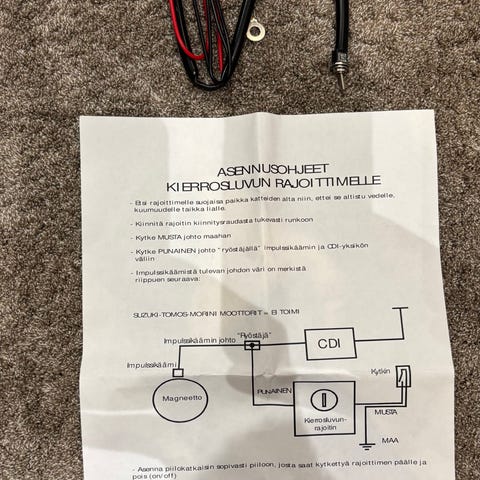 ASENNUSOHJEET
KIERROSLUVUN RAJOITTIMELLE
- Etsi rajoittimelle suojaisa paikka katteiden alta niin, ettei se altistu vedelle,
kuumuudelle taikka lialle.
- Kiinnitä rajoitin kiinnitysraudasta tukevasti runkoon
- Kytke MUSTA johto maahan
- Kytke PUNAINEN johto "ryöstäjällä" impulssikäämin ja CDI-yksikön
väliin
- Impulssikäämistä tulevan johdon väri on merkistä
riippuen seuraava:
SUZUKI-TOMOS-MORINI MOOTTORIT = EI TOIMI
"Ryöstäjä"
Impulssikäämin johto
CDI
Impulssikäämi
Kytkin
Magneetto
PUNAINEN
MUSTA
Kierrosluvun-
rajoitin
MAA
- Asenna piilokatkaisin sopivasti piiloon, josta saat kytkettyä rajoittimen päälle ja
pois (on/off)